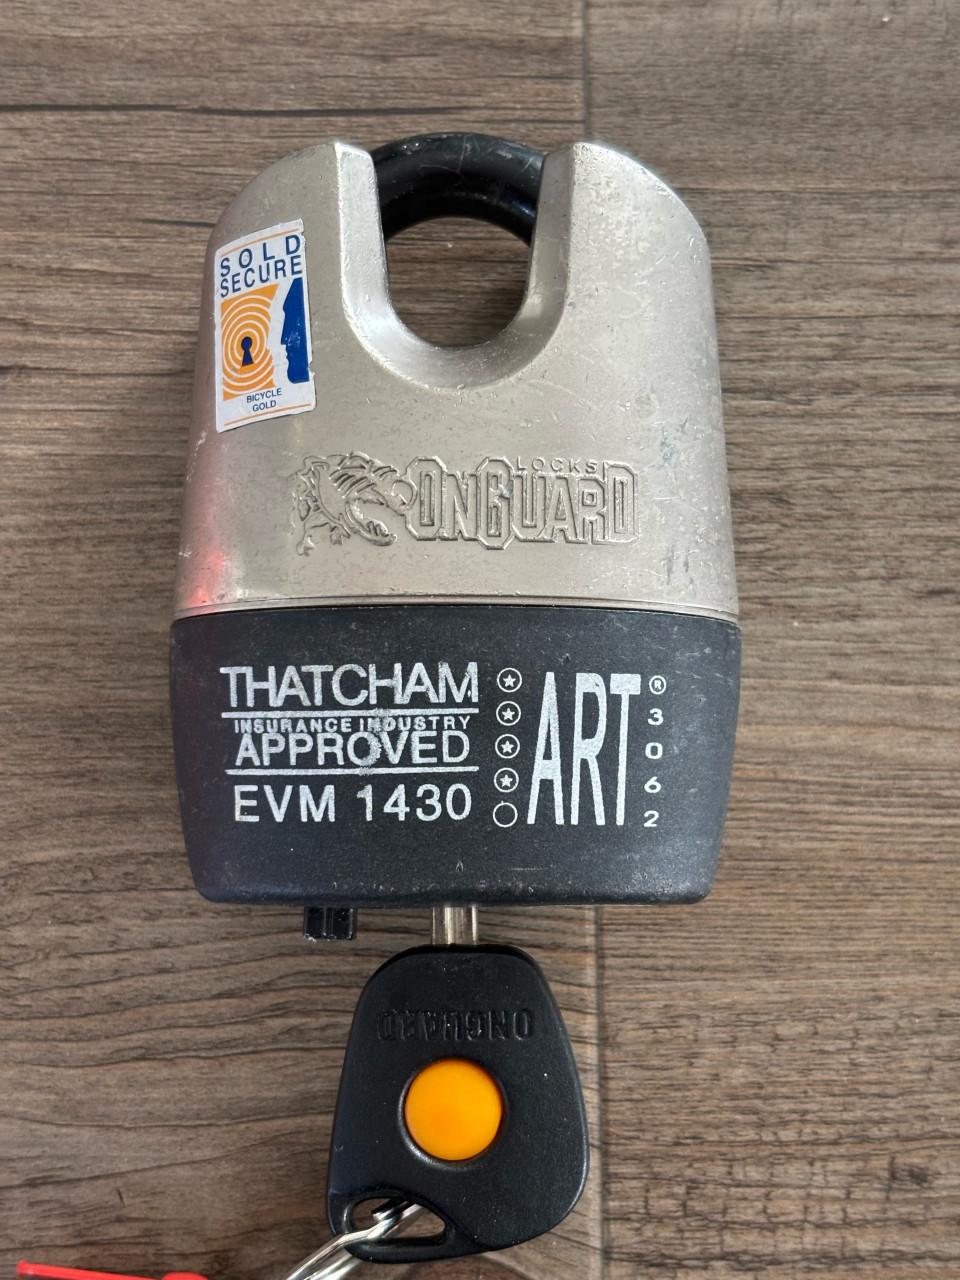 SOLD
SECURE
BICYCLE
GOLD
LOCKS
ONGUARD
THATCHAM
INSURANCE INDUSTRY
APPROVED
EVM 1430
ART
®
3
0
6
2
ONGUARD